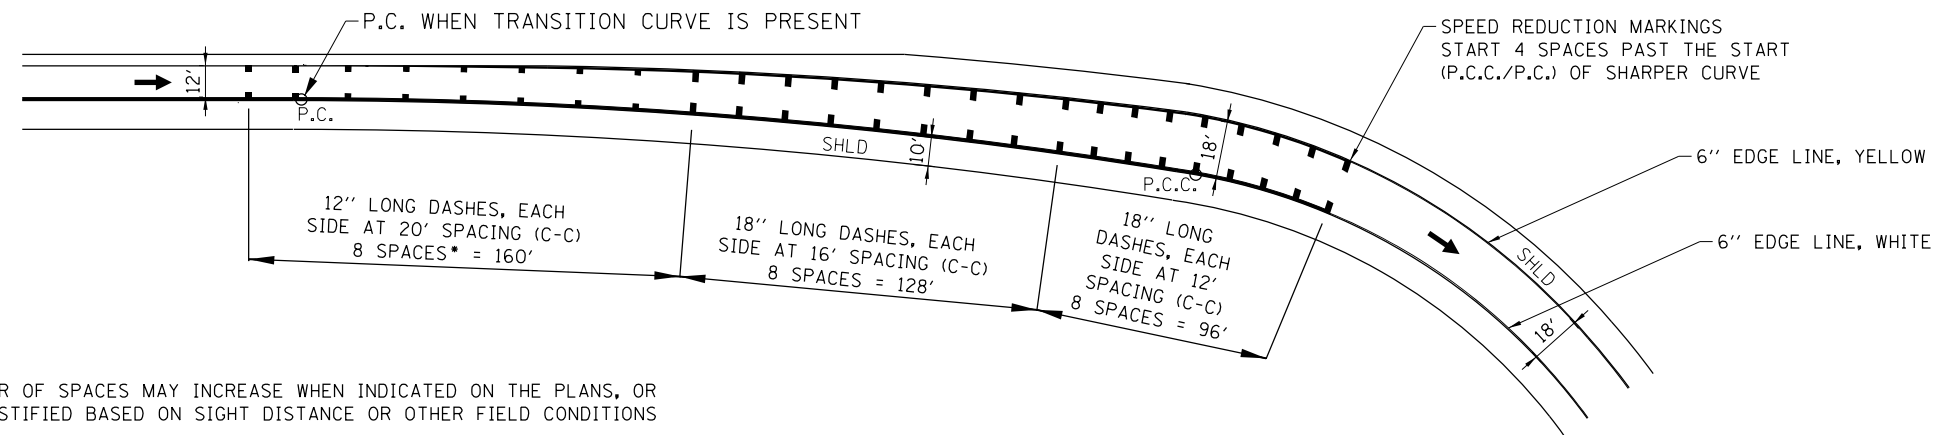 P.C. WHEN TRANSITION CURVE IS PRESENT
SPEED REDUCTION MARKINGS
START 4 SPACES PAST THE START
(P.C.C./P.C.) OF SHARPER CURVE
12'
P.C.
SHLD
10'
18'
P.C.C.
6'' EDGE LINE, YELLOW
6'' EDGE LINE, WHITE
SHLD
18'
12'' LONG DASHES, EACH
SIDE AT 20' SPACING (C-C)
8 SPACES* = 160'
18'' LONG DASHES, EACH
SIDE AT 16' SPACING (C-C)
8 SPACES = 128'
18'' LONG
DASHES, EACH
SIDE AT 12'
SPACING (C-C)
8 SPACES = 96'
R OF SPACES MAY INCREASE WHEN INDICATED ON THE PLANS, OR
STIFIED BASED ON SIGHT DISTANCE OR OTHER FIELD CONDITIONS